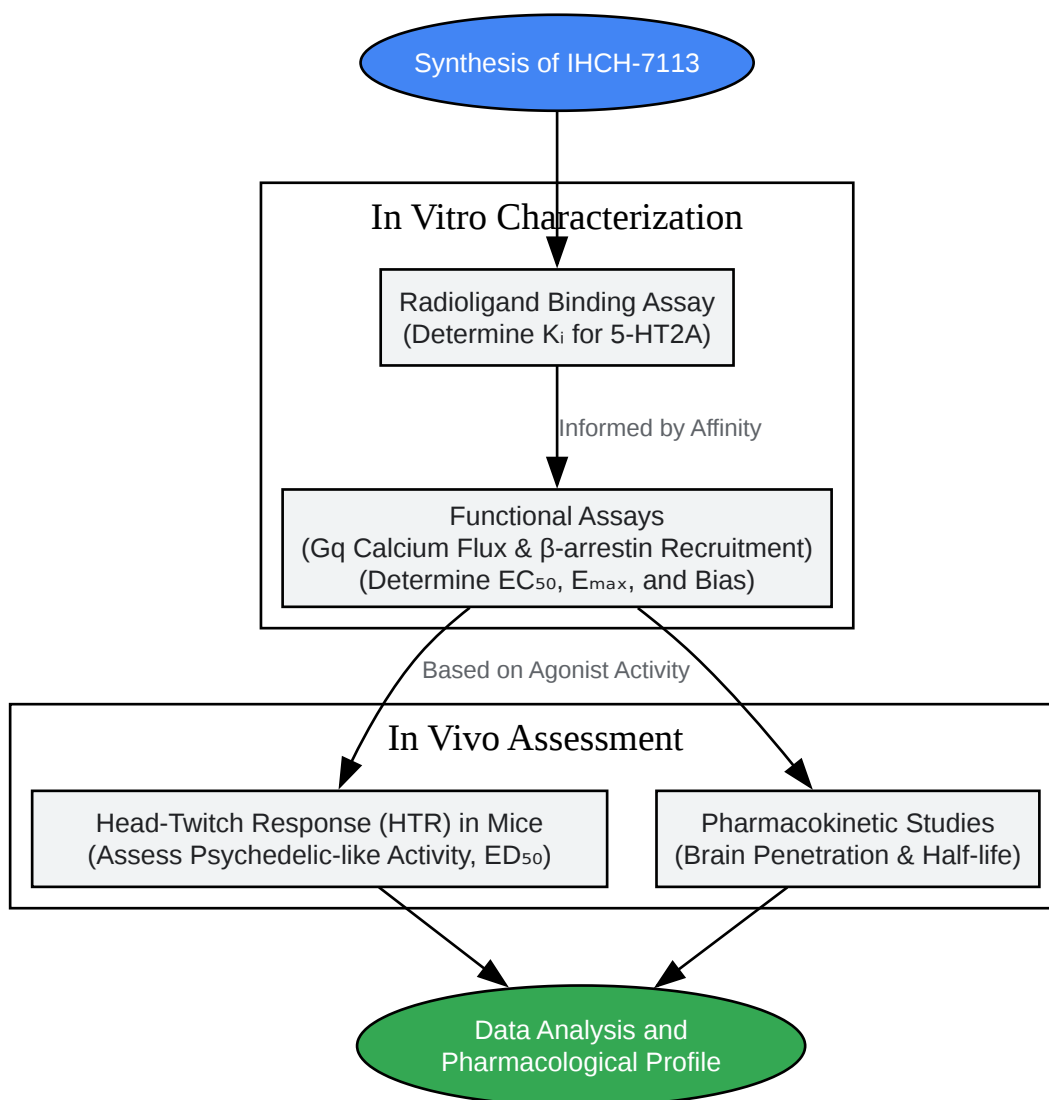 Synthesis of IHCH-7113
In Vitro Characterization
Radioligand Binding Assay
(Determine Kᵢ for 5-HT2A)
Informed by Affinity
Functional Assays
(Gq Calcium Flux & β-arrestin Recruitment)
(Determine EC₅₀, Eₘₐₓ, and Bias)
Based on Agonist Activity
In Vivo Assessment
Head-Twitch Response (HTR) in Mice
(Assess Psychedelic-like Activity, ED₅₀)
Pharmacokinetic Studies
(Brain Penetration & Half-life)
Data Analysis and
Pharmacological Profile